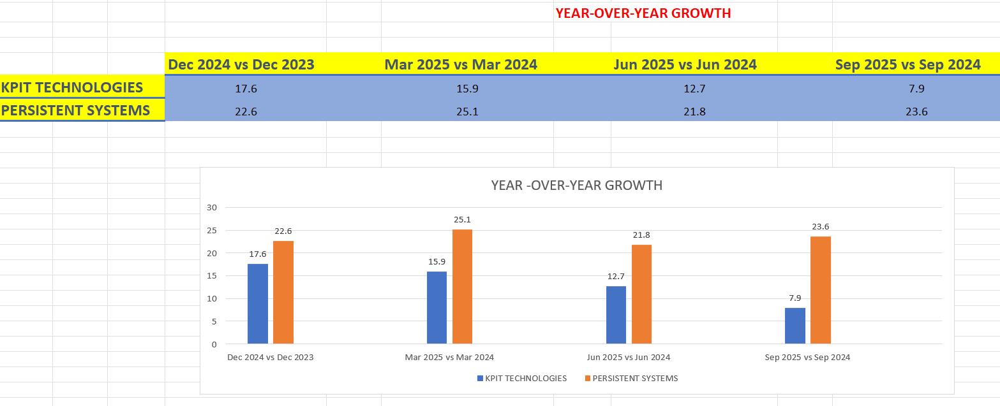 YEAR-OVER-YEAR GROWTH
Dec 2024 vs Dec 2023 Mar 2025 vs Mar 2024 Jun 2025 vs Jun 2024 Sep 2025 vs Sep 2024
KPIT TECHNOLOGIES 17.6 15.9 12.7 7.9
PERSISTENT SYSTEMS 22.6 25.1 21.8 23.6
YEAR -OVER-YEAR GROWTH
30
25
20
15
10
5
0
17.6 22.6 15.9 25.1 12.7 21.8 7.9 23.6
Dec 2024 vs Dec 2023 Mar 2025 vs Mar 2024 Jun 2025 vs Jun 2024 Sep 2025 vs Sep 2024
KPIT TECHNOLOGIES PERSISTENT SYSTEMS